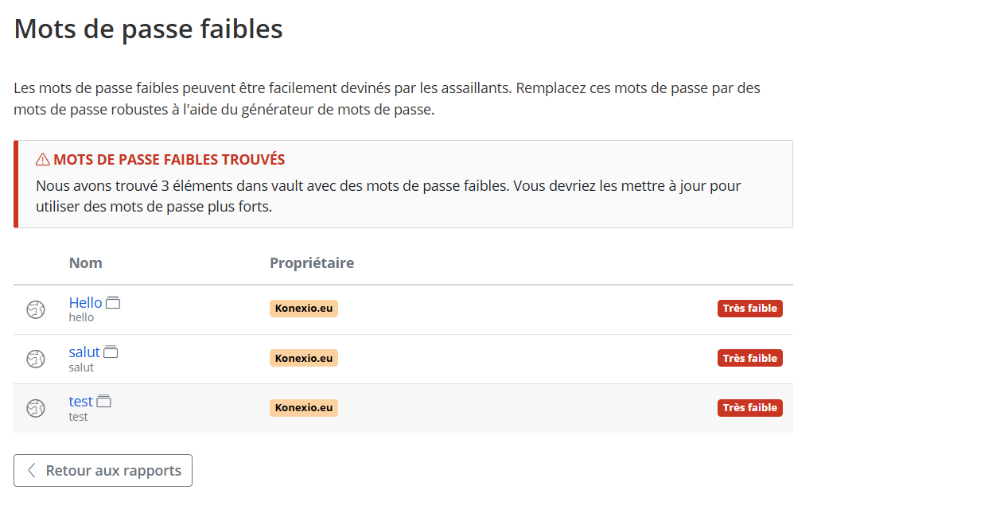 Mots de passe faibles
Les mots de passe faibles peuvent être facilement devinés par les assaillants. Remplacez ces mots de passe par des
mots de passe robustes à l'aide du générateur de mots de passe.
MOTS DE PASSE FAIBLES TROUVÉS
Nous avons trouvé 3 éléments dans vault avec des mots de passe faibles. Vous devriez les mettre à jour pour
utiliser des mots de passe plus forts.
Nom Propriétaire
Hello Konexio.eu Très faible
hello
salut Konexio.eu Très faible
salut
test Konexio.eu Très faible
test
Retour aux rapports